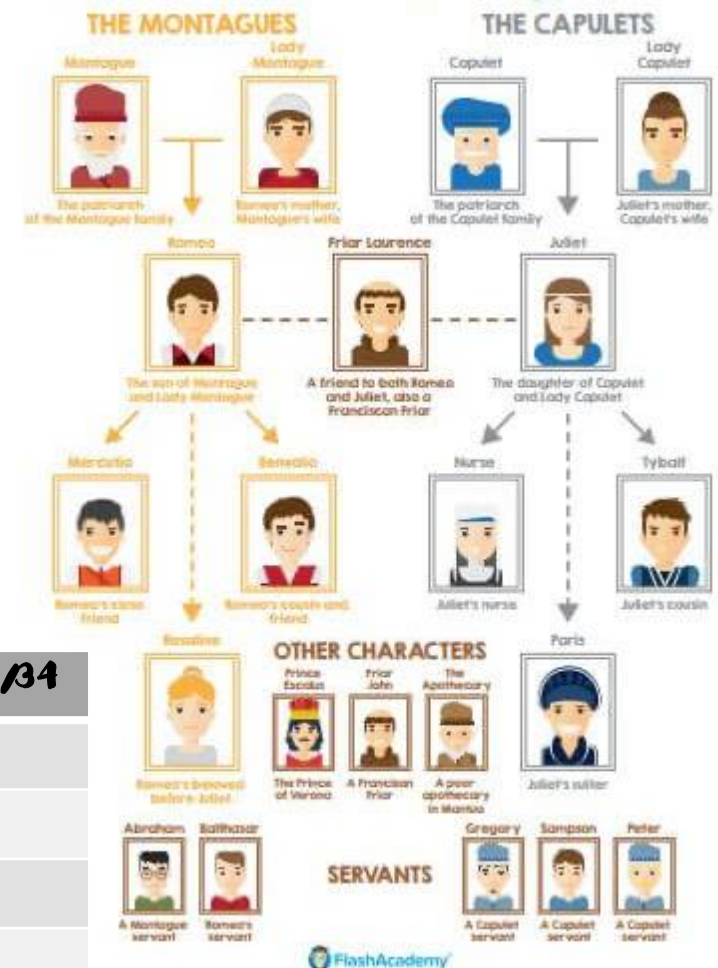 THE MONTAGUES
THE CAPULETS
Montague
Lady
Montague
Capulet
Lady
Capulet
The patriarch
of the Montague family
Romeo's mother,
Montague's wife
The patriarch
of the Capulet family
Juliet's mother,
Capulet's wife
Romeo
Friar Laurence
Juliet
The son of Montague
and Lady Montague
A friend to both Romeo
and Juliet, also a
Franciscan Friar
The daughter of Capulet
and Lady Capulet
Mercutio
Benvolio
Nurse
Tybalt
Romeo's close
friend
Romeo's cousin and
friend
Juliet's nurse
Juliet's cousin
Rosaline
OTHER CHARACTERS
Paris
Prince
Escalus
Friar
John
The
Apothecary
Romeo's beloved
before Juliet
The Prince
of Verona
A Franciscan
Friar
A poor
apothecary
in Mantua
Juliet's suitor
Abraham
Balthasar
Gregory
Sampson
Peter
SERVANTS
A Montague
servant
Romeo's
servant
A Capulet
servant
A Capulet
servant
A Capulet
servant
FlashAcademy